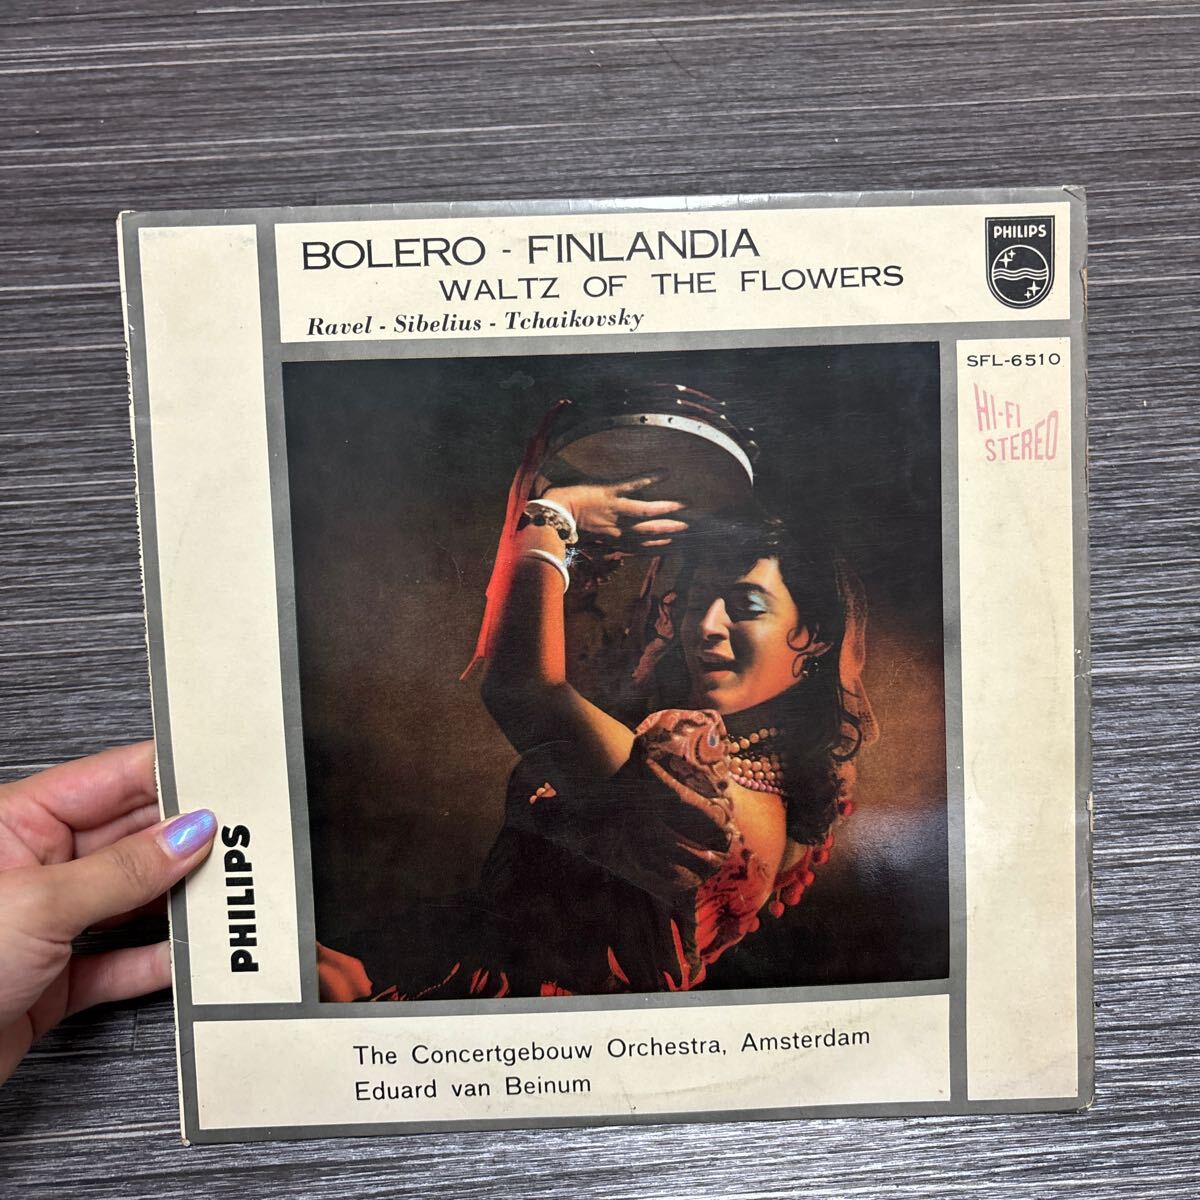 BOLERO - FINLANDIA
WALTZ OF THE FLOWERS
Ravel - Sibelius - Tchaikovsky
PHILIPS
SFL-6510
HI-FI
STEREO
PHILIPS
The Concertgebouw Orchestra, Amsterdam
Eduard van Beinum